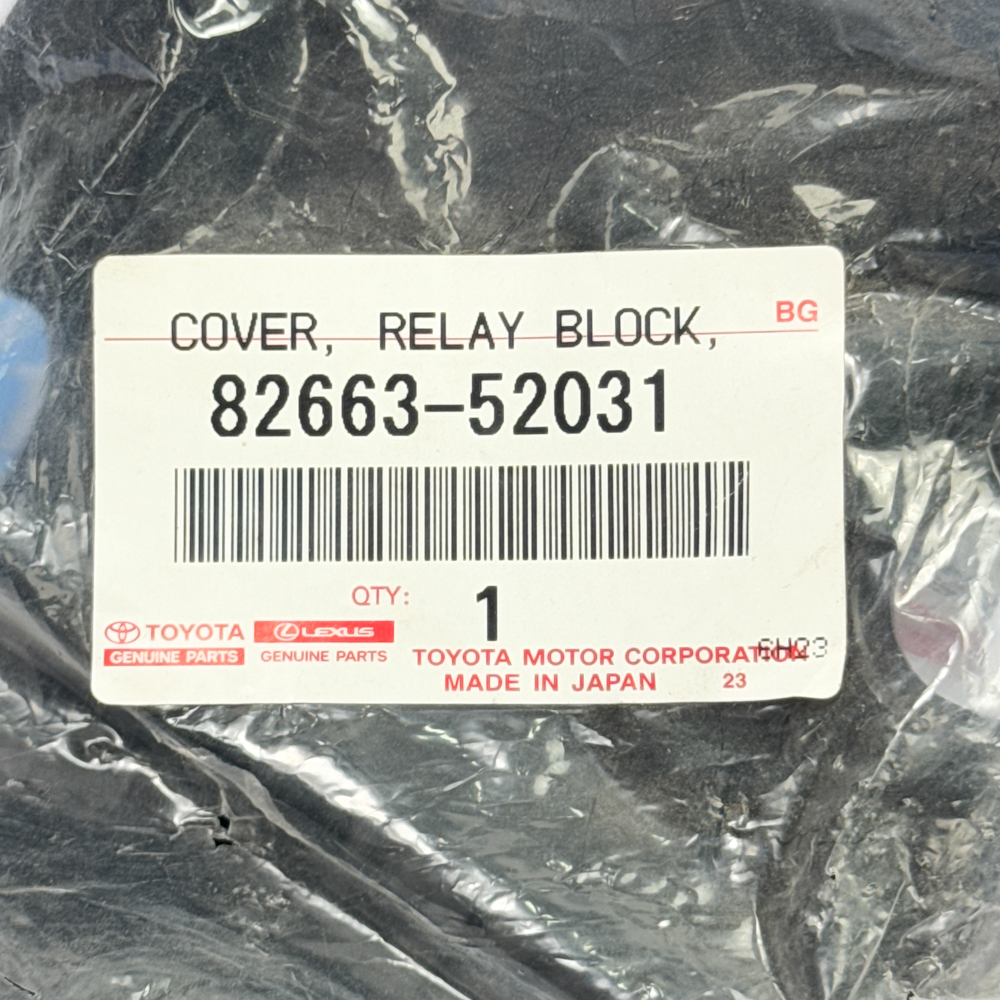 BG
COVER, RELAY BLOCK,
82663-52031
QTY: 1
TOYOTA
GENUINE PARTS
LEXUS
GENUINE PARTS
TOYOTA MOTOR CORPORATION
MADE IN JAPAN 23